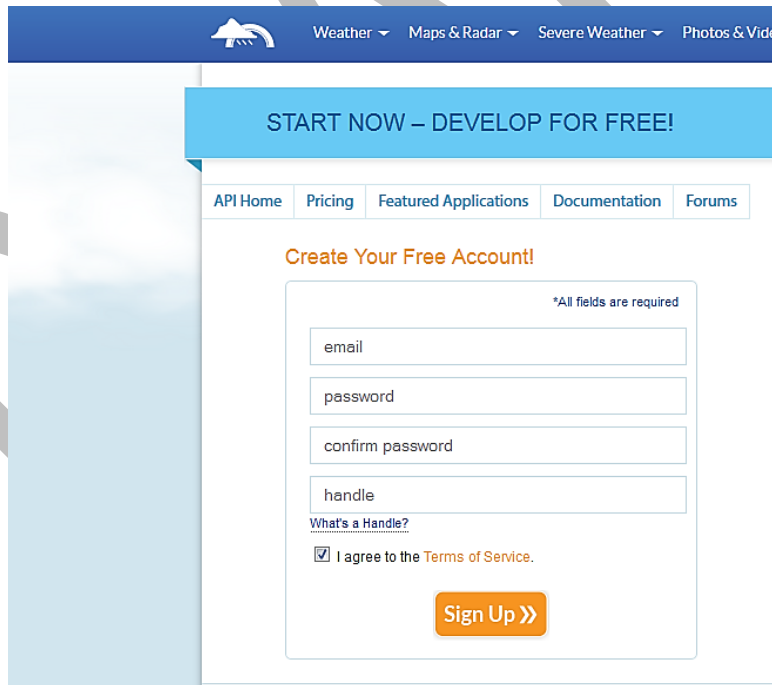 Weather Maps & Radar Severe Weather Photos & Vide
START NOW – DEVELOP FOR FREE!
API Home Pricing Featured Applications Documentation Forums
Create Your Free Account!
*All fields are required
email
password
confirm password
handle
What's a Handle?
I agree to the Terms of Service.
Sign Up »